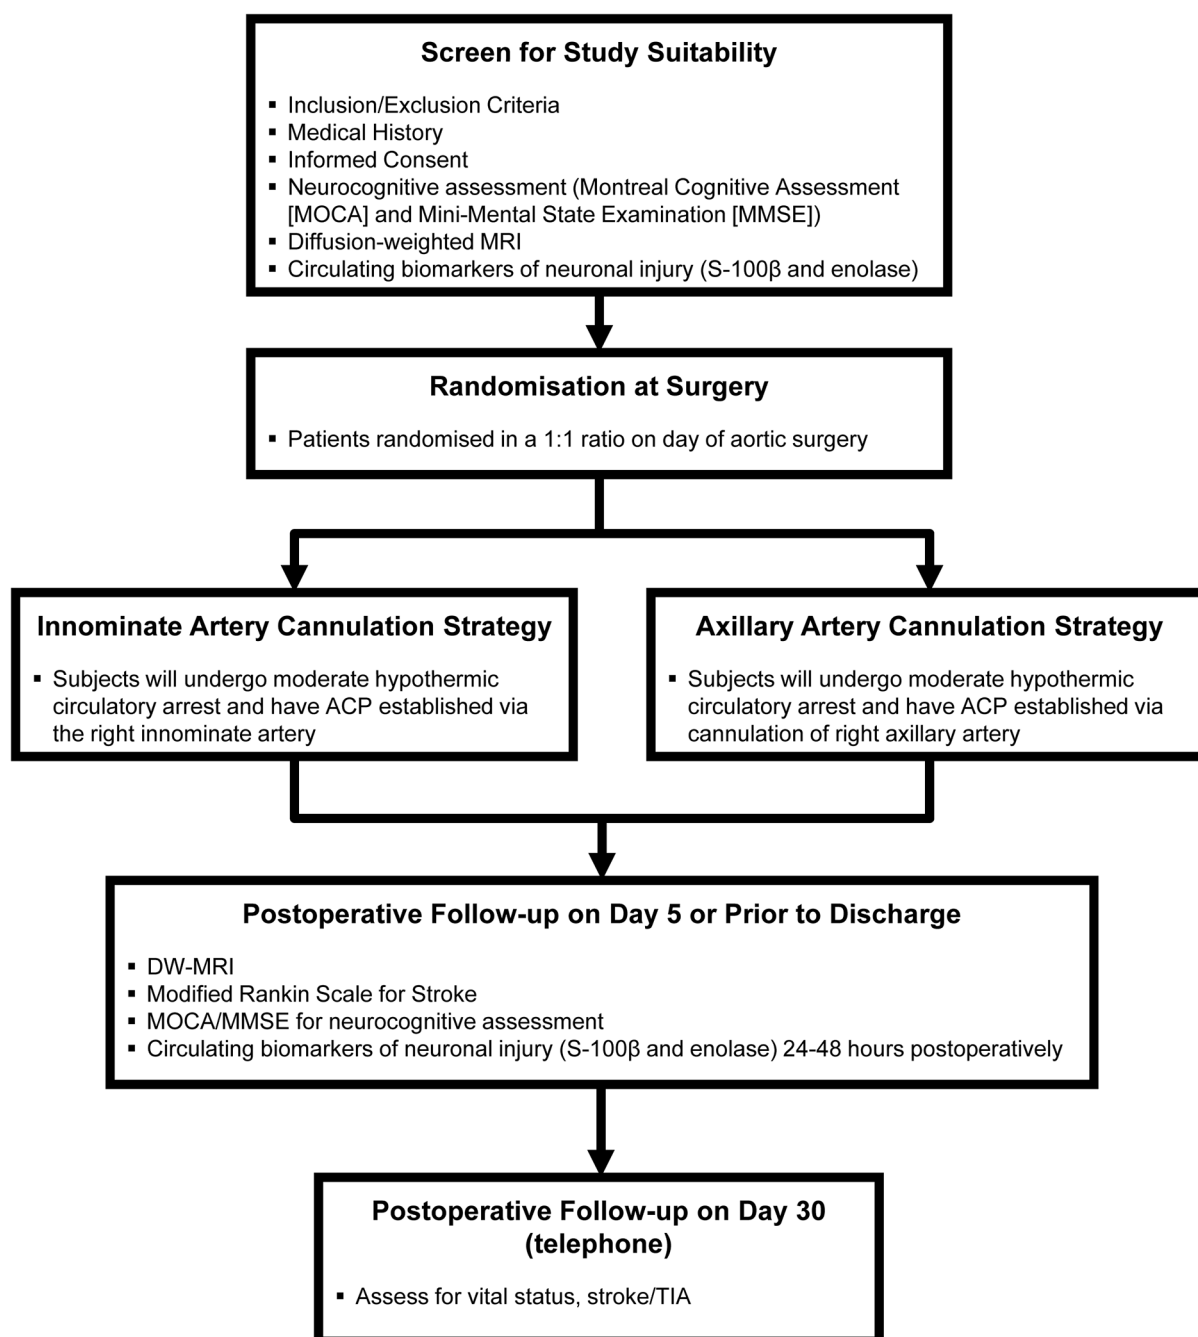 Screen for Study Suitability
▪ Inclusion/Exclusion Criteria
▪ Medical History
▪ Informed Consent
▪ Neurocognitive assessment (Montreal Cognitive Assessment
[MOCA] and Mini-Mental State Examination [MMSE])
▪ Diffusion-weighted MRI
▪ Circulating biomarkers of neuronal injury (S-100β and enolase)
Randomisation at Surgery
▪ Patients randomised in a 1:1 ratio on day of aortic surgery
Innominate Artery Cannulation Strategy
▪ Subjects will undergo moderate hypothermic
circulatory arrest and have ACP established via
the right innominate artery
Axillary Artery Cannulation Strategy
▪ Subjects will undergo moderate hypothermic
circulatory arrest and have ACP established via
cannulation of right axillary artery
Postoperative Follow-up on Day 5 or Prior to Discharge
▪ DW-MRI
▪ Modified Rankin Scale for Stroke
▪ MOCA/MMSE for neurocognitive assessment
▪ Circulating biomarkers of neuronal injury (S-100β and enolase) 24-48 hours postoperatively
Postoperative Follow-up on Day 30
(telephone)
▪ Assess for vital status, stroke/TIA